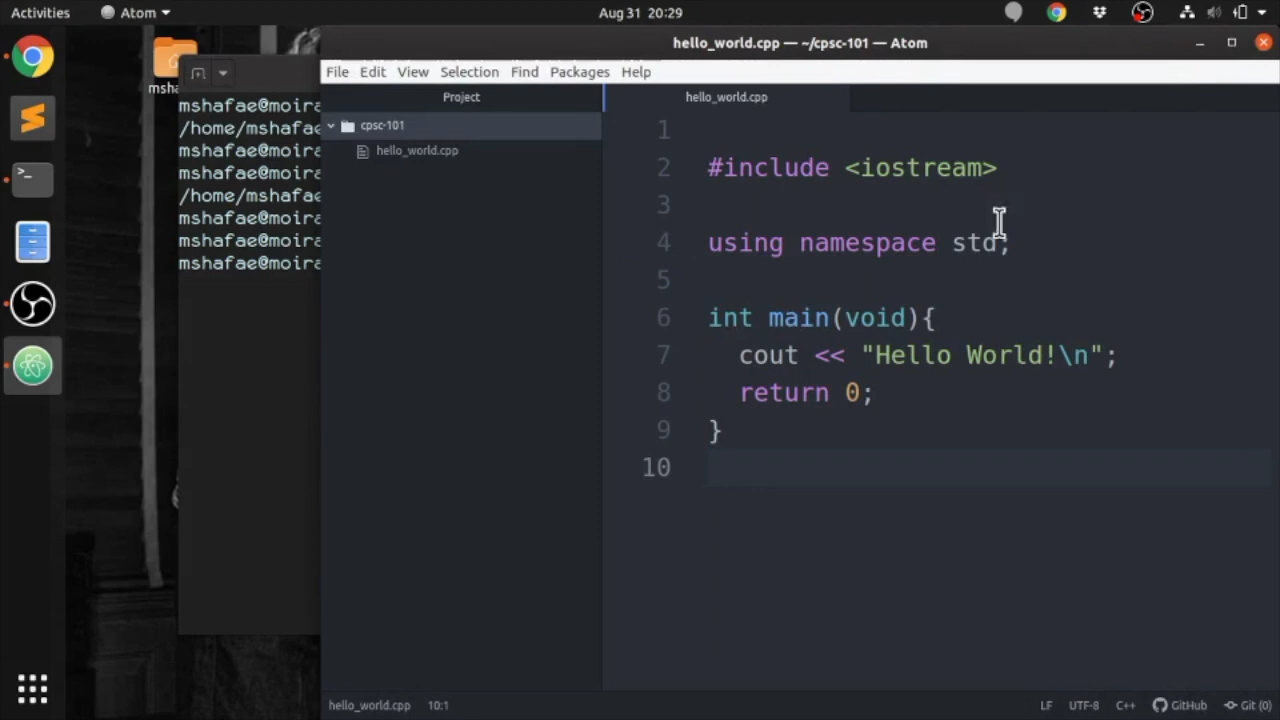 Activities
Atom
Aug 31 20:29
msha
mshafae@moira
/home/mshafae
mshafae@moira
mshafae@moira
/home/mshafae
mshafae@moira
mshafae@moira
mshafae@moira
hello_world.cpp — ~/cpsc-101 — Atom
File Edit View Selection Find Packages Help
Project
cpsc-101
hello_world.cpp
hello_world.cpp
1
2 #include <iostream>
3
4 using namespace std;
5
6 int main(void){
7 cout << "Hello World!\n";
8 return 0;
9 }
10
hello_world.cpp 10:1
LF UTF-8 C++ GitHub Git (0)